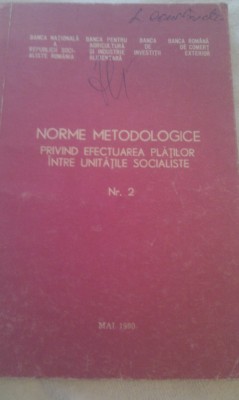 BANCA NAȚIONALĂ
A
REPUBLICII SOCI-
ALISTE ROMÂNIA
BANCA PENTRU
AGRICULTURĂ
ȘI INDUSTRIE
ALIMENTARĂ
BANCA
DE
INVESTIȚII
BANCA ROMÂNĂ
DE COMERȚ
EXTERIOR
NORME METODOLOGICE
PRIVIND EFECTUAREA PLĂȚILOR
ÎNTRE UNITĂȚILE SOCIALISTE
Nr. 2
MAI 1980